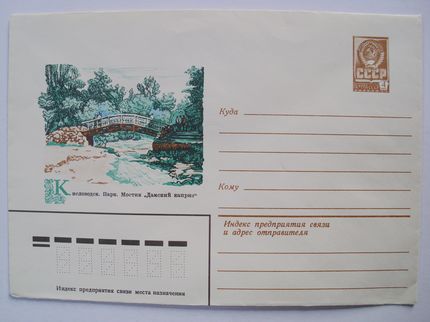 СССР
Куда
Кому
Кисловодск. Парк. Мостик „Дамский каприз“
Индекс предприятия связи
и адрес отправителя
Индекс предприятия связи места назначения